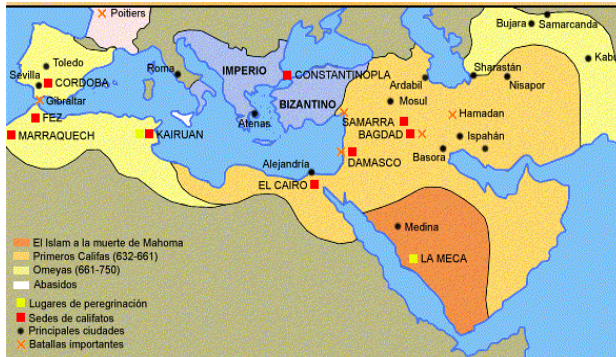 Poitiers
Bujara
Samarcanda
Toledo
Roma
IMPERIO
Sharastán
Kabu
Sevilla
CORDOBA
CONSTANTINOPLA
Ardabil
Nisapor
Gibraltar
BIZANTINO
Mosul
Hamadan
FEZ
Atenas
SAMARRA
MARRAQUECH
KAIRUAN
BAGDAD
Ispahán
DAMASCO
Basora
Alejandría
EL CAIRO
Medina
LA MECA
El Islam a la muerte de Mahoma
Primeros Califas (632-661)
Omeyas (661-750)
Abasidos
Lugares de peregrinación
Sedes de califatos
Principales ciudades
Batallas importantes